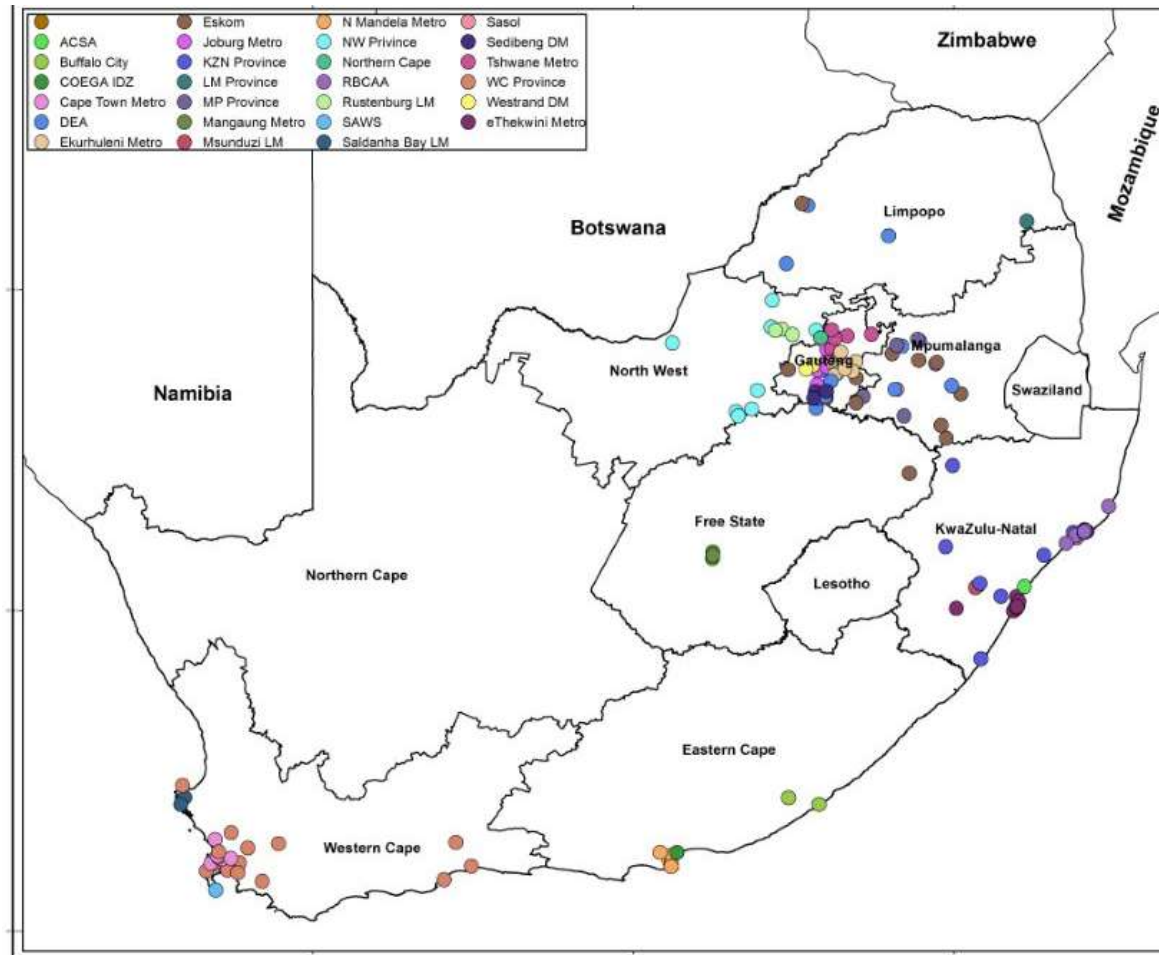 Eskom
N Mandela Metro
Sasol
ACSA
Joburg Metro
NW Privince
Sedibeng DM
Buffalo City
KZN Province
Northern Cape
Tshwane Metro
COEGA IDZ
LM Province
RBCAA
WC Province
Cape Town Metro
MP Province
Rustenburg LM
Westrand DM
DEA
Mangaung Metro
SAWS
eThekwini Metro
Ekurhuleni Metro
Msunduzi LM
Saldanha Bay LM
Zimbabwe
Mozambique
Limpopo
Botswana
Mpumalanga
Gauteng
North West
Swaziland
Namibia
Free State
KwaZulu-Natal
Northern Cape
Lesotho
Eastern Cape
Western Cape